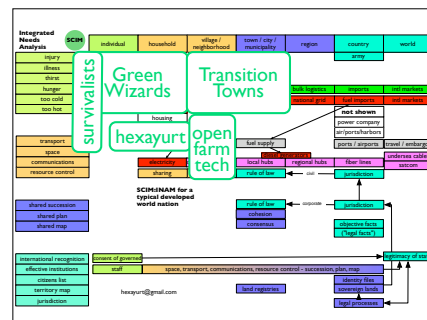 Integrated
Needs
Analysis
SCIM
individual
household
village /
neighborhood
town / city /
municipality
region
country
world
army
injury
illness
thirst
hunger
too cold
too hot
survivalists
Green
Wizards
Transition
Towns
bulk logistics
imports
intl markets
national grid
fuel imports
intl markets
not shown
power company
air/ports/harbors
housing
hexayurt
open
farm
tech
transport
space
communications
resource control
fuel supply
ports / airports
travel / embargo
undersea cable
satcom
electricity
sharing
local hubs
regional hubs
fiber lines
rule of law
civil
jurisdiction
SCIM:INAM for a
typical developed
world nation
shared succession
shared plan
shared map
rule of law
corporate
jurisdiction
cohesion
consensus
objective facts
("legal facts")
international recognition
effective institutions
citizens list
territory map
jurisdiction
consent of governed
legitimacy of state
staff
space, transport, communications, resource control - succession, plan, map
identity files
hexayurt@gmail.com
land registries
sovereign lands
legal processes